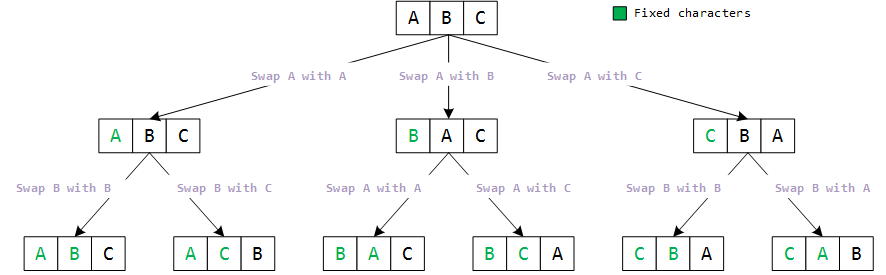 A B C
Fixed characters
Swap A with A
Swap A with B
Swap A with C
A B C
B A C
C B A
Swap B with B
Swap B with C
Swap A with A
Swap A with C
Swap B with B
Swap B with A
A B C
A C B
B A C
B C A
C B A
C A B